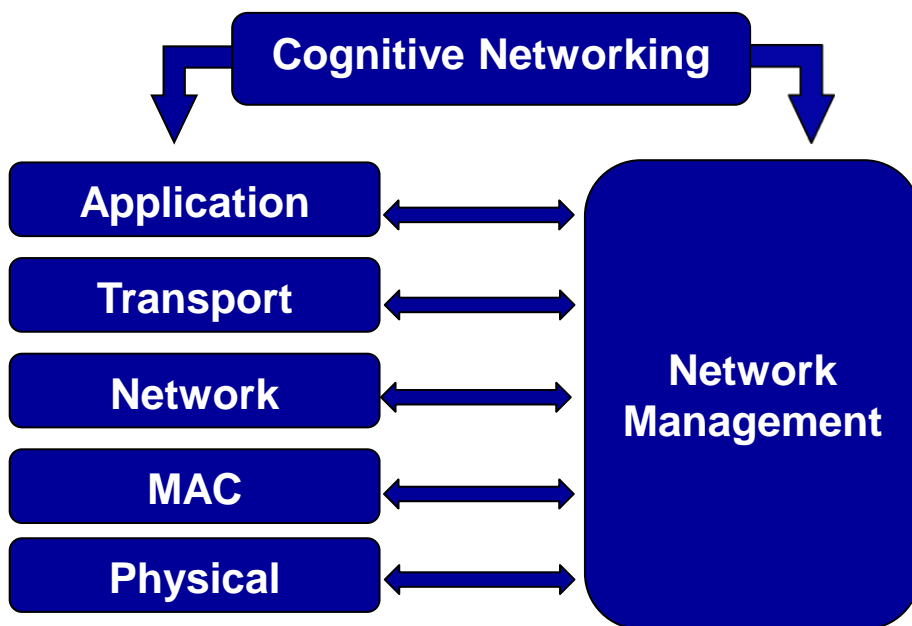 Cognitive Networking
Application
Transport
Network
MAC
Physical
Network
Management